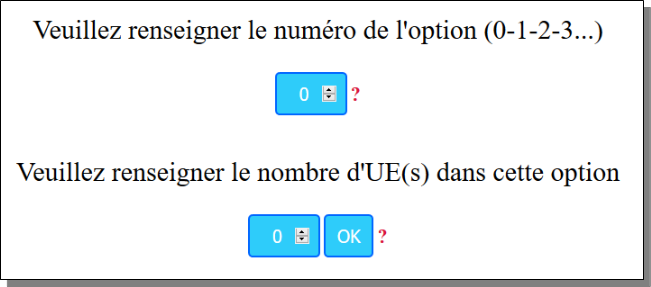 Veuillez renseigner le numéro de l'option (0-1-2-3...)
0 ?
Veuillez renseigner le nombre d'UE(s) dans cette option
0 OK ?